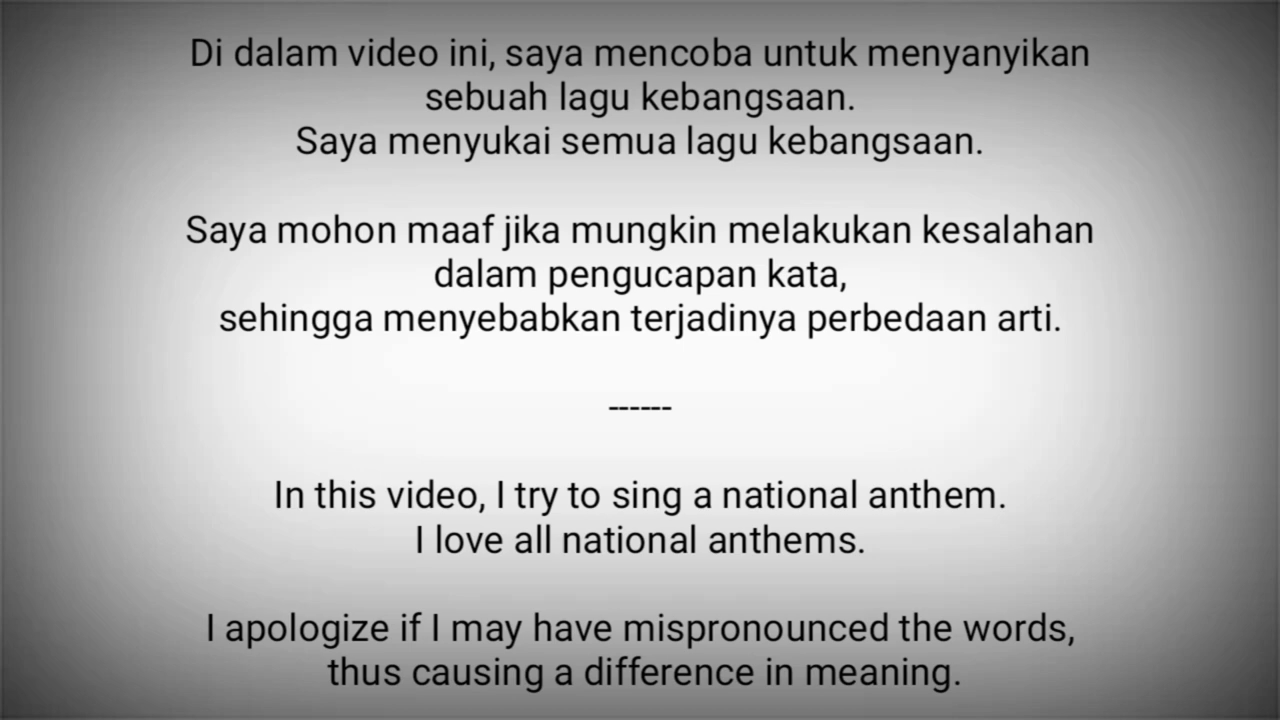 Di dalam video ini, saya mencoba untuk menyanyikan
sebuah lagu kebangsaan.
Saya menyukai semua lagu kebangsaan.
Saya mohon maaf jika mungkin melakukan kesalahan
dalam pengucapan kata,
sehingga menyebabkan terjadinya perbedaan arti.
------
In this video, I try to sing a national anthem.
I love all national anthems.
I apologize if I may have mispronounced the words,
thus causing a difference in meaning.